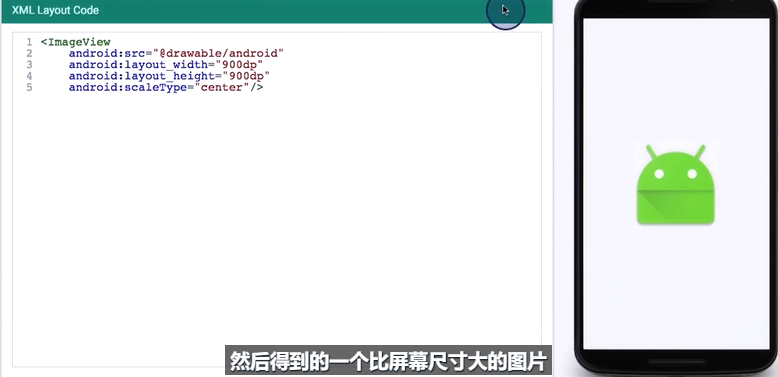 XML Layout Code
1 <ImageView
2 android:src="@drawable/android"
3 android:layout_width="900dp"
4 android:layout_height="900dp"
5 android:scaleType="center"/>
然后得到的一个比屏幕尺寸大的图片